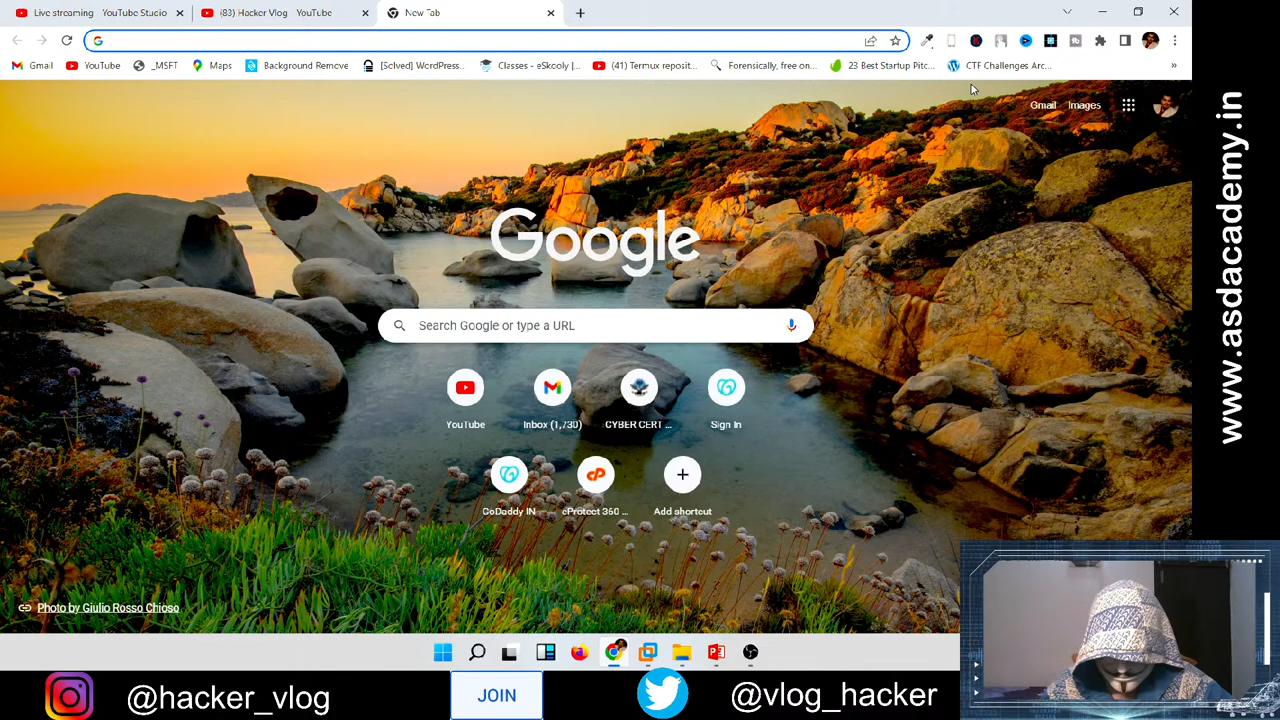 Live streaming   YouTube Studio
(83) Hacker Vlog   YouTube
New Tab
Gmail
YouTube
_MSFT
Maps
Background Remove
[Solved] WordPress...
Classes - eSkooly |...
(41) Termux reposit...
Forensically, free on...
23 Best Startup Pitc...
CTF Challenges Arc...
»
Gmail
Images
Google
Search Google or type a URL
YouTube
Inbox (1,730)
CYBER CERT ...
Sign In
GoDaddy IN
cProtect 360 ...
Add shortcut
Photo by Giulio Rosso Chioso
www.asdacademy.in
@hacker_vlog
JOIN
@vlog_hacker